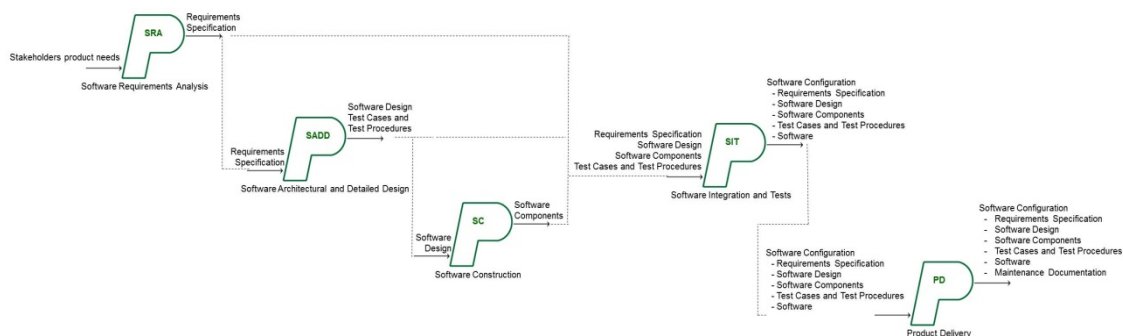 SRA
Requirements
Specification
Stakeholders product needs
Software Requirements Analysis
SADD
Software Design
Test Cases and
Test Procedures
Requirements
Specification
Software Architectural and Detailed Design
SC
Software
Components
Software
Design
Software Construction
Requirements Specification
Software Design
Software Components
Test Cases and Test Procedures
SIT
Software Integration and Tests
Software Configuration
- Requirements Specification
- Software Design
- Software Components
- Test Cases and Test Procedures
- Software
Software Configuration
- Requirements Specification
- Software Design
- Software Components
- Test Cases and Test Procedures
- Software
PD
Product Delivery
Software Configuration
- Requirements Specification
- Software Design
- Software Components
- Test Cases and Test Procedures
- Software
- Maintenance Documentation